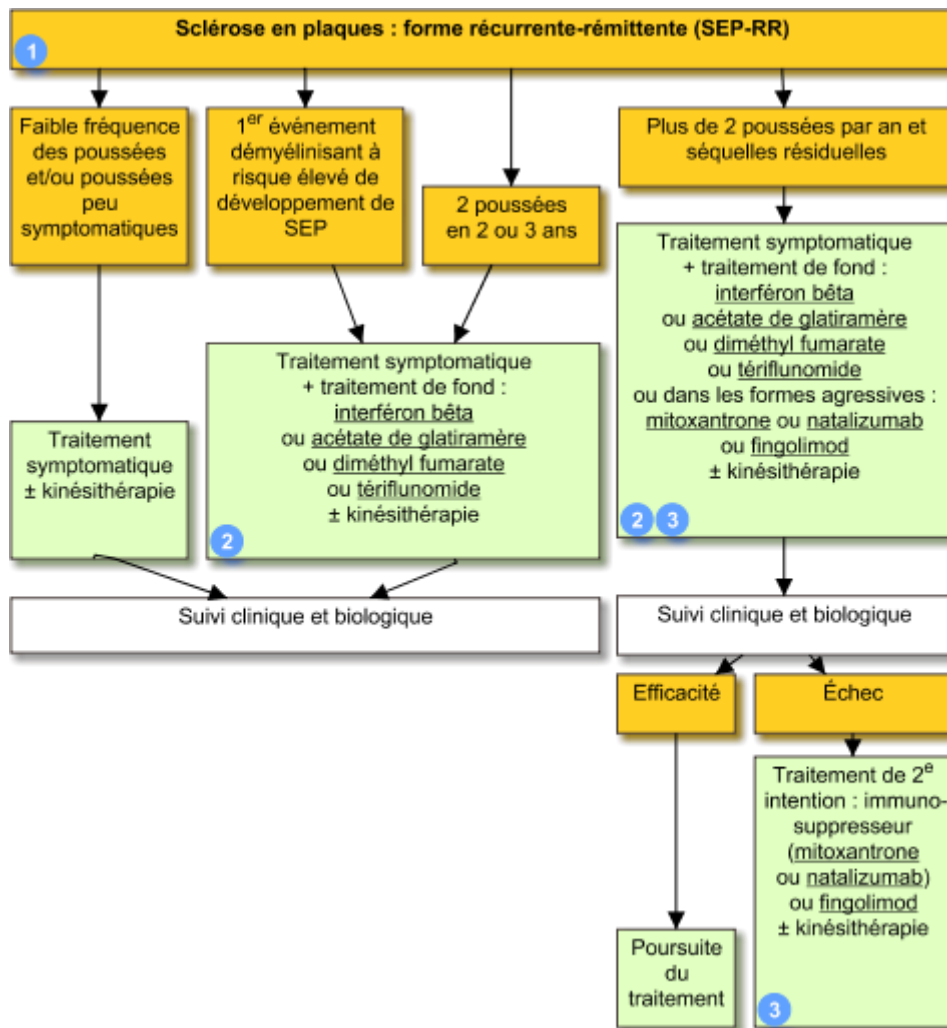 Sclérose en plaques : forme récurrente-rémittente (SEP-RR)
1
Faible fréquence
des poussées
et/ou poussées
peu
symptomatiques
1er événement
démyélinisant à
risque élevé de
développement de
SEP
2 poussées
en 2 ou 3 ans
Plus de 2 poussées par an et
séquelles résiduelles
Traitement
symptomatique
± kinésithérapie
Traitement symptomatique
+ traitement de fond :
interféron bêta
ou acétate de glatiramère
ou diméthyl fumarate
ou tériflunomide
± kinésithérapie
2
Traitement symptomatique
+ traitement de fond :
interféron bêta
ou acétate de glatiramère
ou diméthyl fumarate
ou tériflunomide
ou dans les formes agressives :
mitoxantrone ou natalizumab
ou fingolimod
± kinésithérapie
2 3
Suivi clinique et biologique
Suivi clinique et biologique
Efficacité
Échec
Poursuite
du
traitement
Traitement de 2e
intention : immuno-
suppresseur
(mitoxantrone
ou natalizumab)
ou fingolimod
± kinésithérapie
3